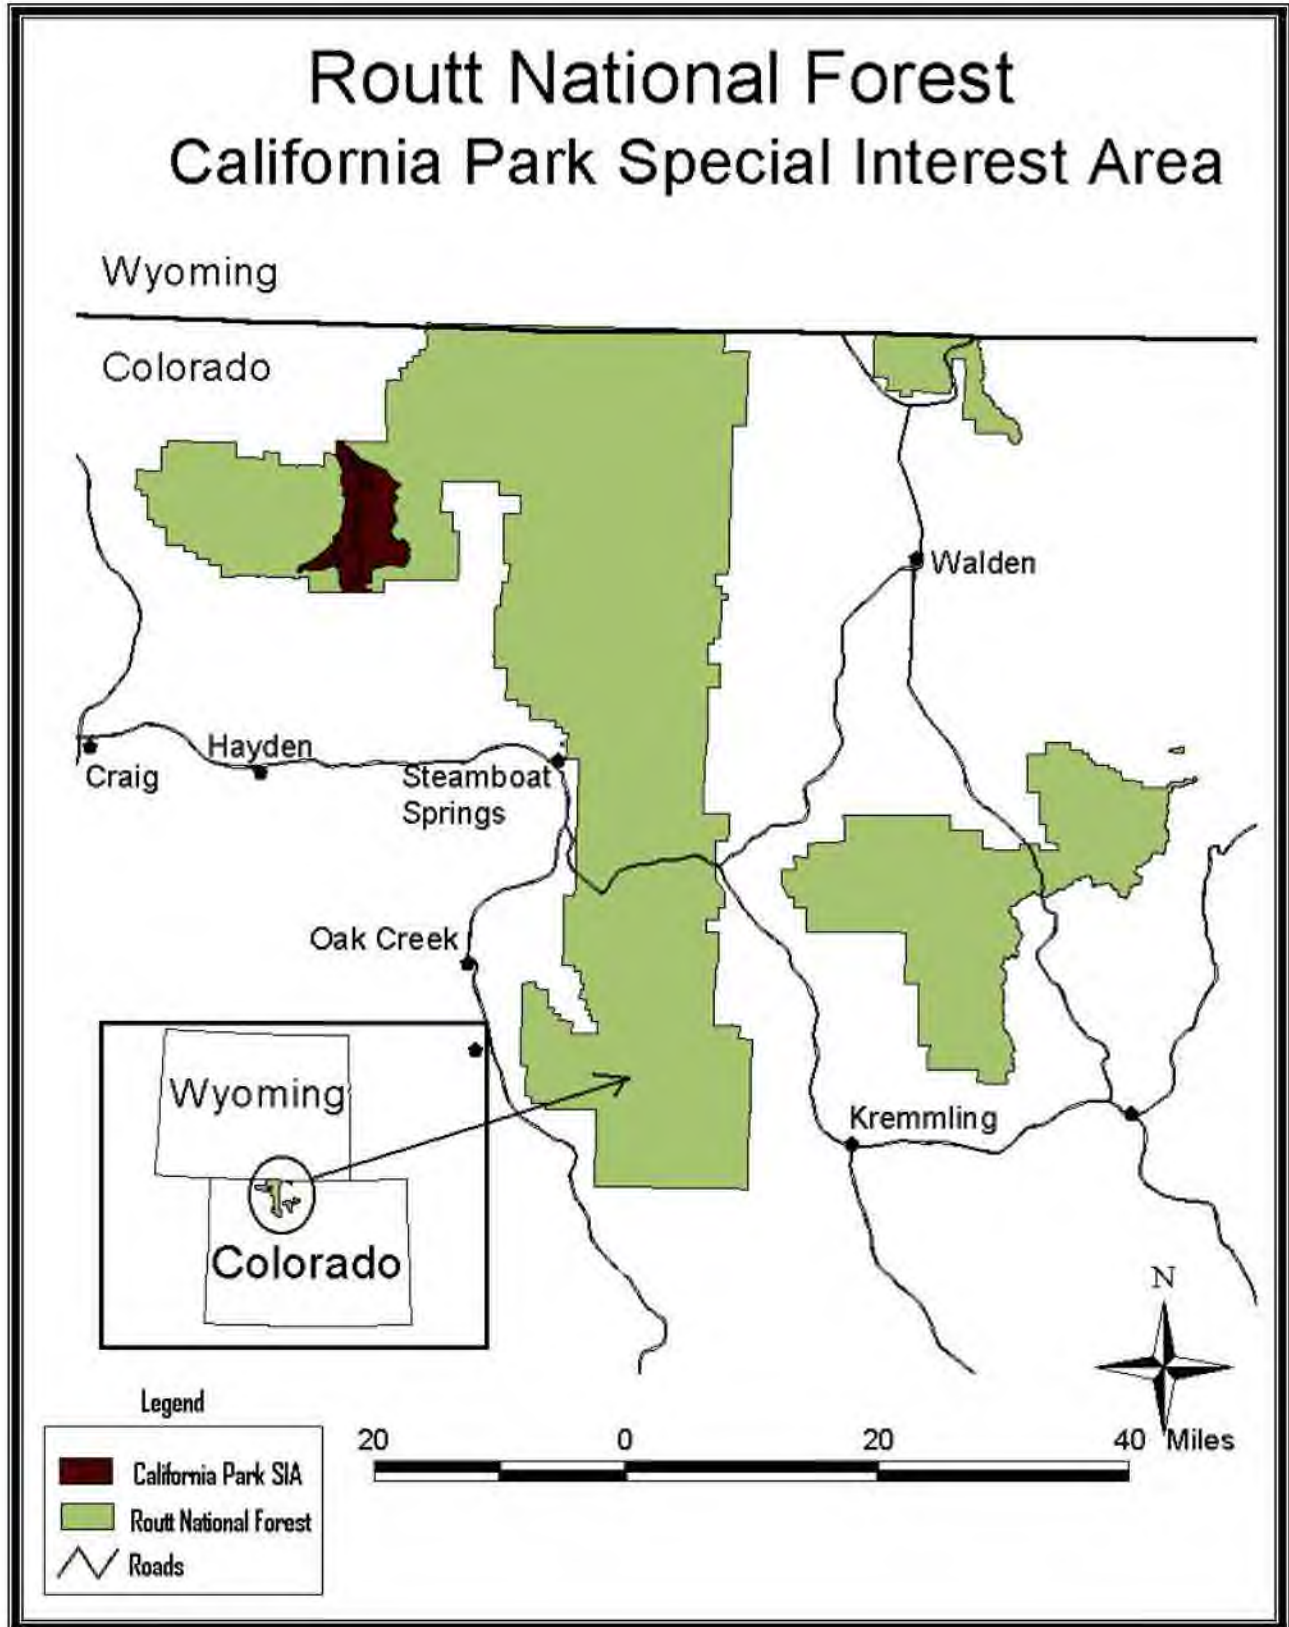 Routt National Forest
California Park Special Interest Area
Wyoming
Colorado
Walden
Hayden
Craig
Steamboat
Springs
Oak Creek
Kremmling
Wyoming
Colorado
N
Legend
California Park SIA
Routt National Forest
Roads
20 0 20 40 Miles